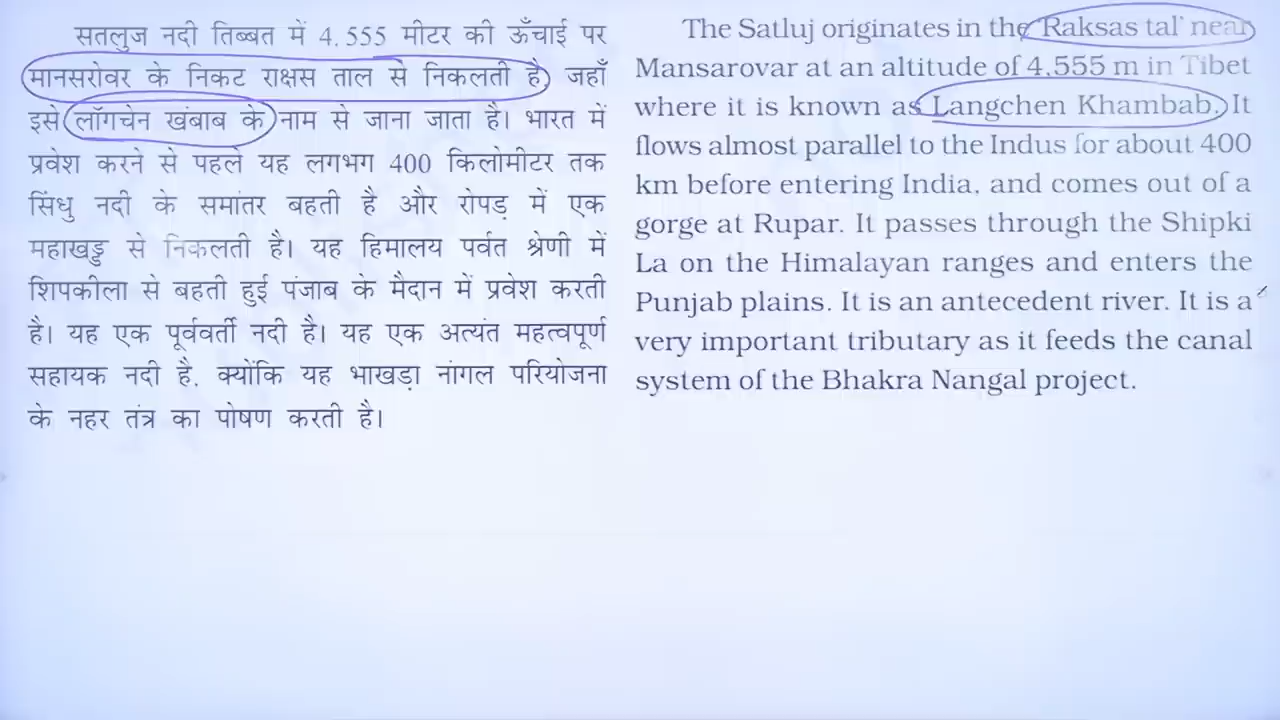 सतलुज नदी तिब्बत में 4,555 मीटर की ऊँचाई पर
मानसरोवर के निकट राक्षस ताल से निकलती है, जहाँ
इसे लॉगचेन खंबाब के नाम से जाना जाता है। भारत में
प्रवेश करने से पहले यह लगभग 400 किलोमीटर तक
सिंधु नदी के समांतर बहती है और रोपड़ में एक
महाखड्ड से निकलती है। यह हिमालय पर्वत श्रेणी में
शिपकीला से बहती हुई पंजाब के मैदान में प्रवेश करती
है। यह एक पूर्ववर्ती नदी है। यह एक अत्यंत महत्वपूर्ण
सहायक नदी है, क्योंकि यह भाखड़ा नांगल परियोजना
के नहर तंत्र का पोषण करती है।
The Satluj originates in the 'Raksas tal' near
Mansarovar at an altitude of 4,555 m in Tibet
where it is known as Langchen Khambab. It
flows almost parallel to the Indus for about 400
km before entering India, and comes out of a
gorge at Rupar. It passes through the Shipki
La on the Himalayan ranges and enters the
Punjab plains. It is an antecedent river. It is a
very important tributary as it feeds the canal
system of the Bhakra Nangal project.